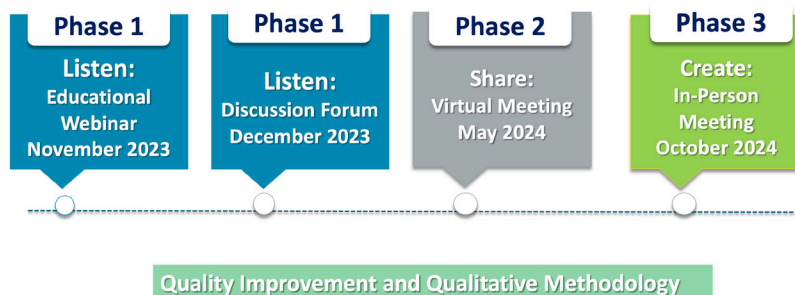 Phase 1
Listen:
Educational
Webinar
November 2023
Phase 1
Listen:
Discussion Forum
December 2023
Phase 2
Share:
Virtual Meeting
May 2024
Phase 3
Create:
In-Person
Meeting
October 2024
Quality Improvement and Qualitative Methodology